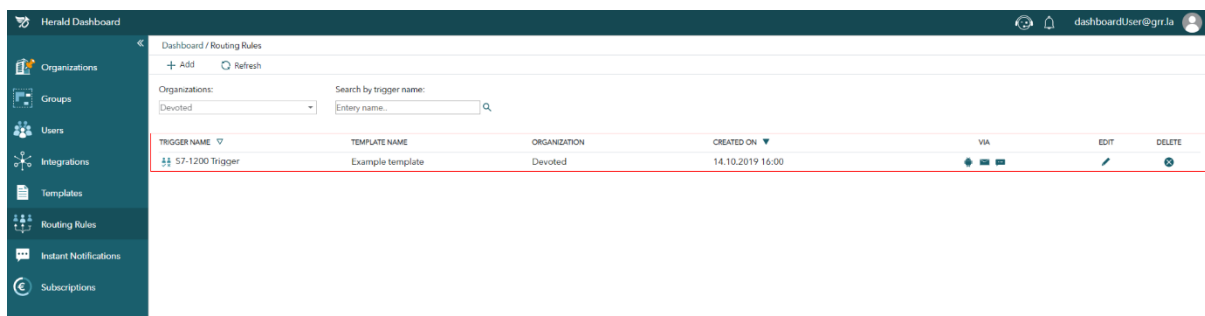 Herald Dashboard
dashboardUser@grr.la
Organizations
Groups
Users
Integrations
Templates
Routing Rules
Instant Notifications
Subscriptions
Dashboard / Routing Rules
+ Add Refresh
Organizations: Search by trigger name:
Devoted Entery name..
TRIGGER NAME TEMPLATE NAME ORGANIZATION CREATED ON VIA EDIT DELETE
S7-1200 Trigger Example template Devoted 14.10.2019 16:00